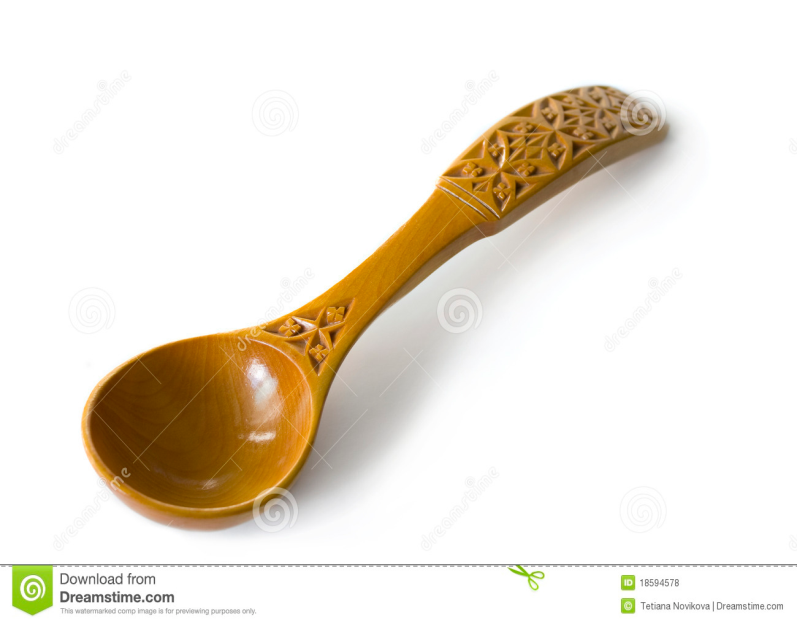 Download from
Dreamstime.com
This watermarked comp image is for previewing purposes only.
ID 18594578
© Tetiana Novikova | Dreamstime.com